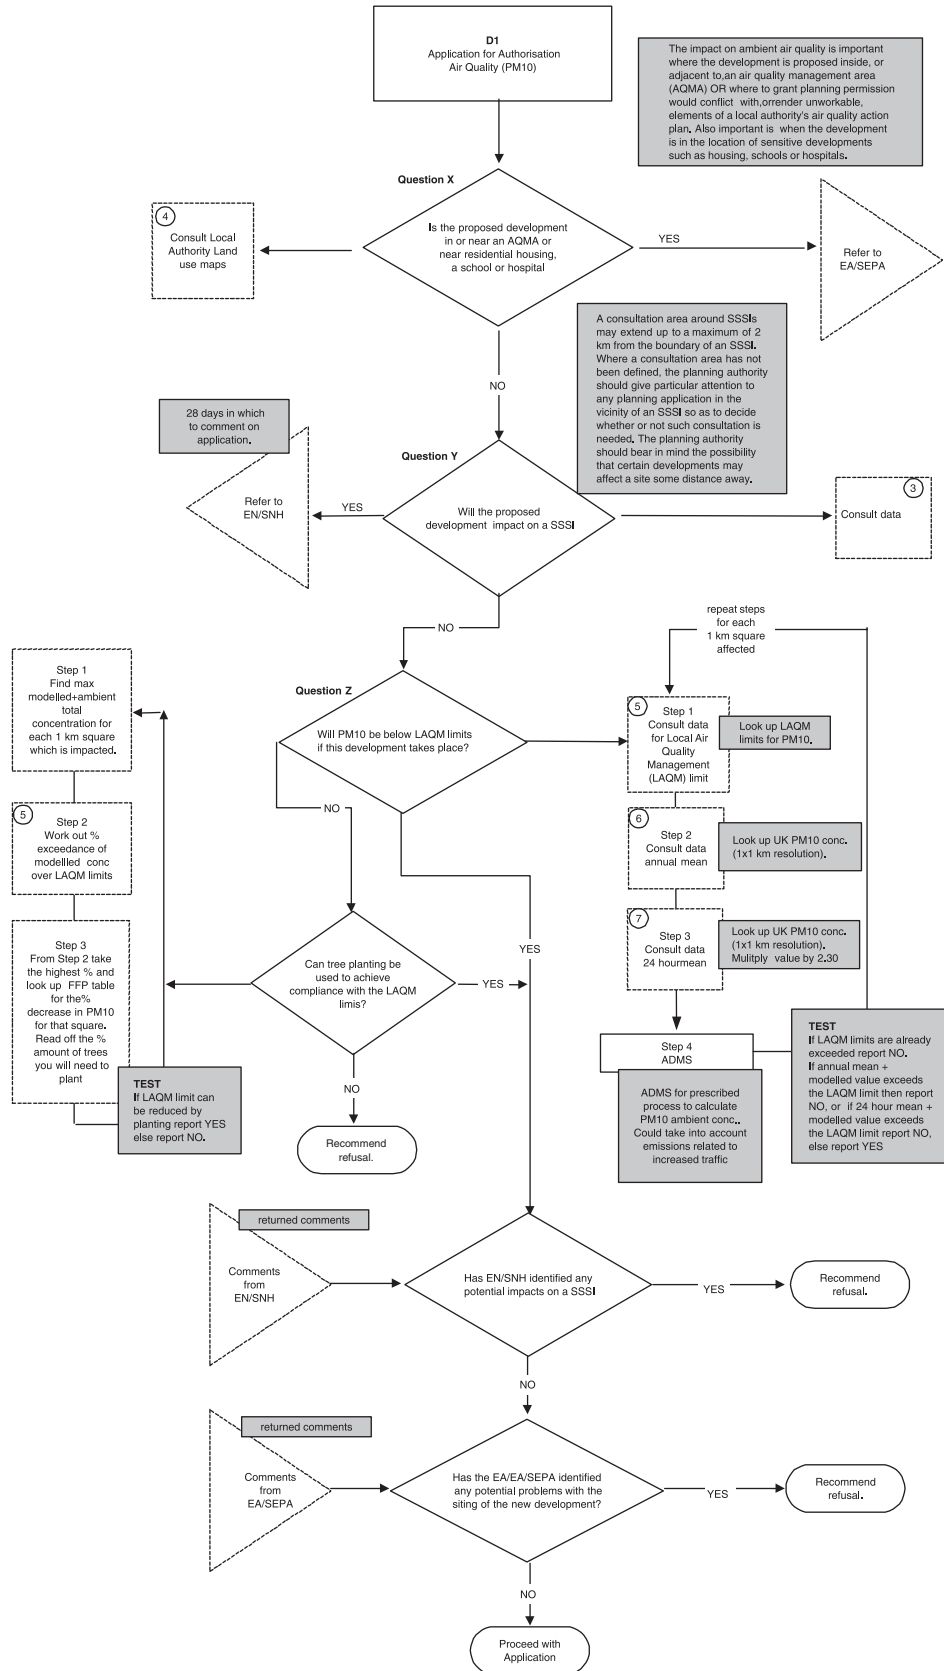 D1
Application for Authorisation
Air Quality (PM10)
The impact on ambient air quality is important
where the development is proposed inside, or
adjacent to,an air quality management area
(AQMA) OR where to grant planning permission
would conflict with,orrender unworkable,
elements of a local authority's air quality action
plan. Also important is when the development
is in the location of sensitive developments
such as housing, schools or hospitals.
Question X
4
Consult Local
Authority Land
use maps
Is the proposed development
in or near an AQMA or
near residential housing,
a school or hospital
YES
Refer to
EA/SEPA
NO
A consultation area around SSSIs
may extend up to a maximum of 2
km from the boundary of an SSSI.
Where a consultation area has not
been defined, the planning authority
should give particular attention to
any planning application in the
vicinity of an SSSI so as to decide
whether or not such consultation is
needed. The planning authority
should bear in mind the possibility
that certain developments may
affect a site some distance away.
28 days in which
to comment on
application.
Question Y
Refer to
EN/SNH
YES
Will the proposed
development impact on a SSSI
3
Consult data
NO
repeat steps
for each
1 km square
affected
Step 1
Find max
modelled+ambient
total
concentration for
each 1 km square
which is impacted.
Question Z
Will PM10 be below LAQM limits
if this development takes place?
5
Step 1
Consult data
for Local Air
Quality
Management
(LAQM) limit
Look up LAQM
limits for PM10.
5
Step 2
Work out %
exceedance of
modelled conc
over LAQM limits
NO
6
Step 2
Consult data
annual mean
Look up UK PM10 conc.
(1x1 km resolution).
7
Step 3
Consult data
24 hourmean
Look up UK PM10 conc.
(1x1 km resolution).
Mulitply value by 2.30
Step 3
From Step 2 take
the highest % and
look up FFP table
for the%
decrease in PM10
for that square.
Read off the %
amount of trees
you will need to
plant
Can tree planting be
used to achieve
compliance with the LAQM
limis?
YES
YES
Step 4
ADMS
TEST
If LAQM limit can
be reduced by
planting report YES
else report NO.
NO
Recommend
refusal.
ADMS for prescribed
process to calculate
PM10 ambient conc..
Could take into account
emissions related to
increased traffic
TEST
If LAQM limits are already
exceeded report NO.
If annual mean +
modelled value exceeds
the LAQM limit then report
NO, or if 24 hour mean +
modelled value exceeds
the LAQM limit report NO,
else report YES
returned comments
Comments
from
EN/SNH
Has EN/SNH identified any
potential impacts on a SSSI
YES
Recommend
refusal.
NO
returned comments
Comments
from
EA/SEPA
Has the EA/EA/SEPA identified
any potential problems with the
siting of the new development?
YES
Recommend
refusal.
NO
Proceed with
Application